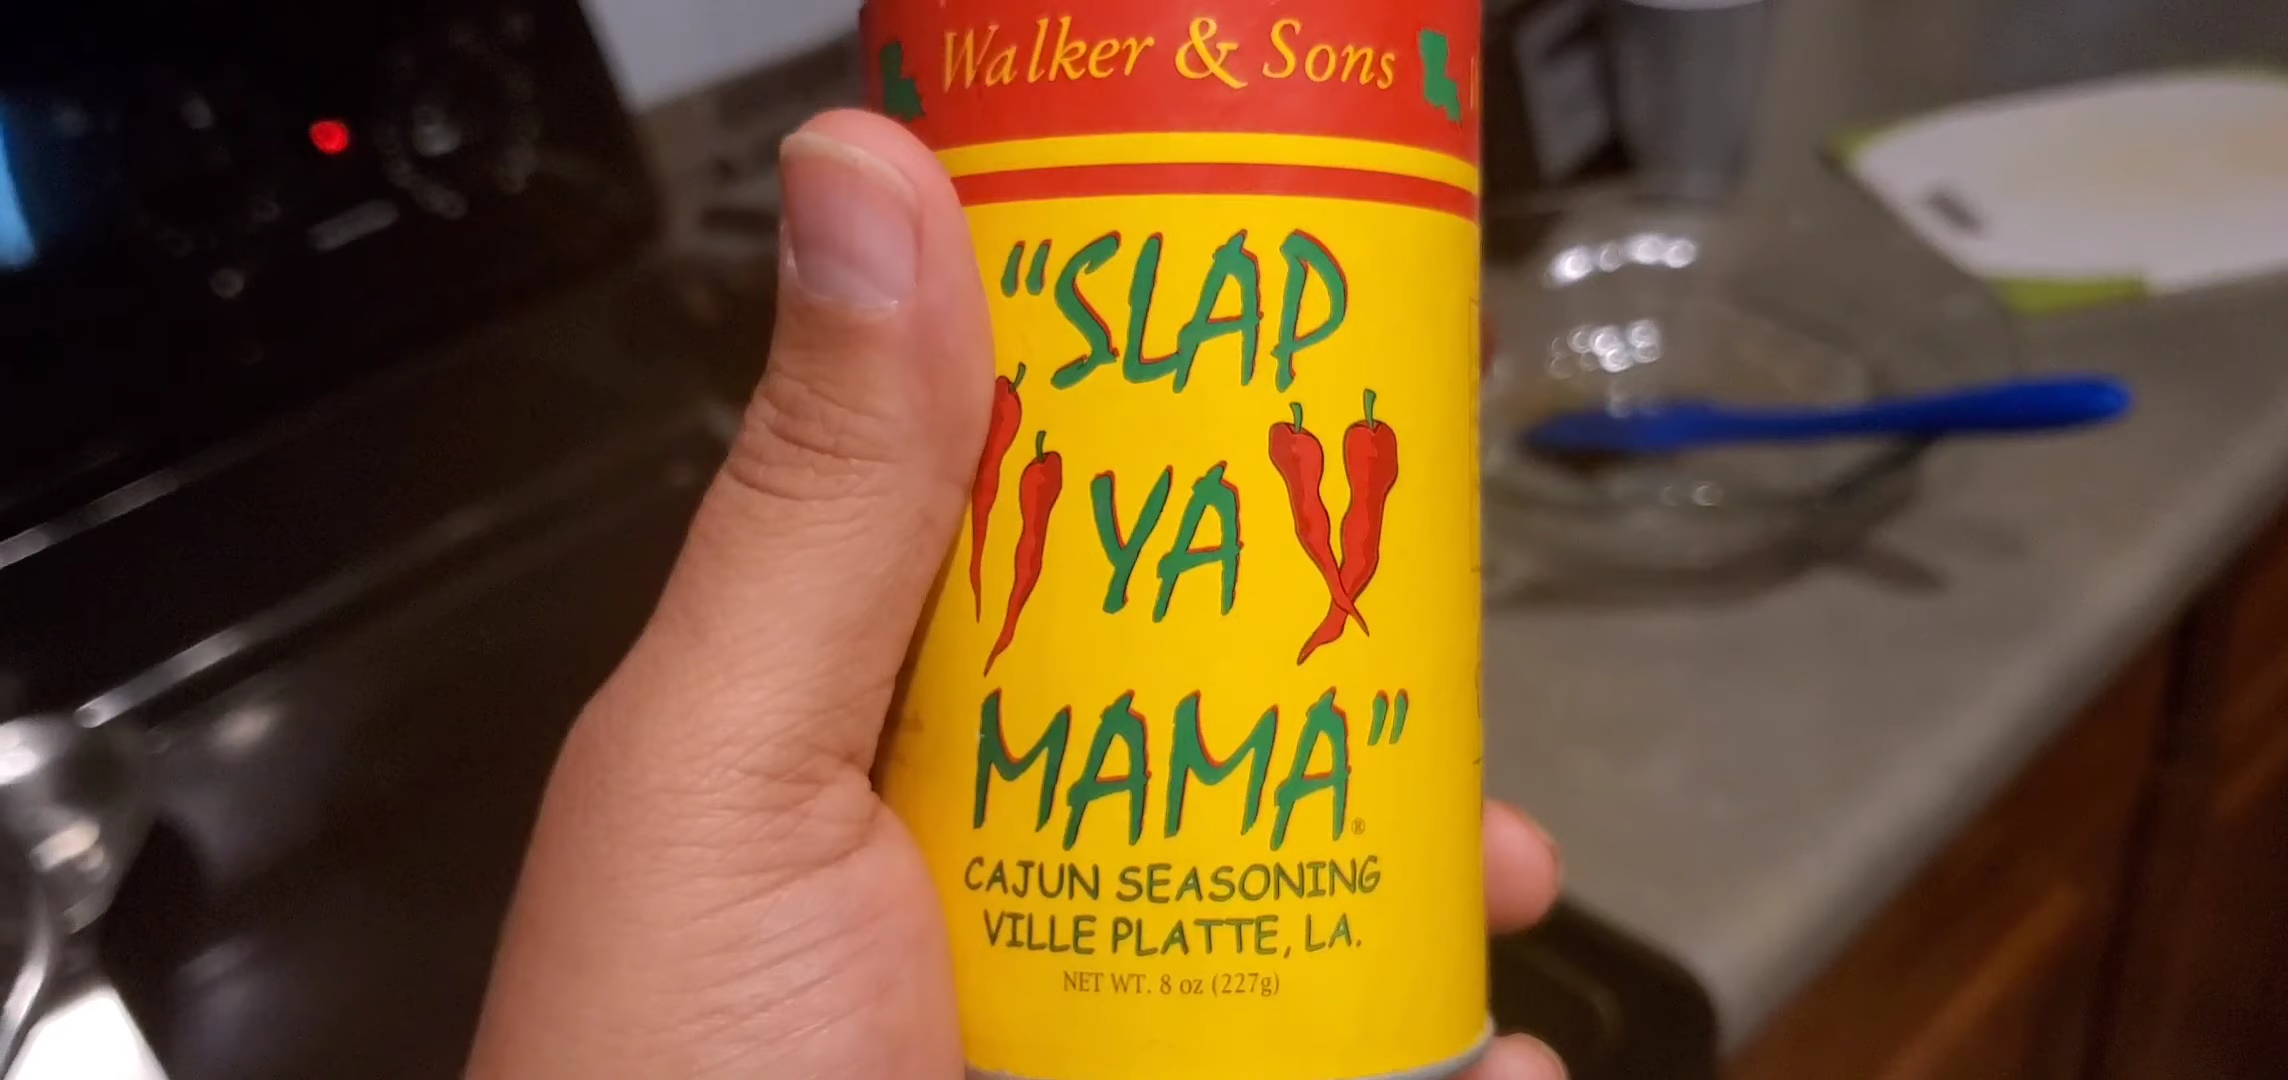 Walker & Sons
"SLAP
YA
MAMA"®
CAJUN SEASONING
VILLE PLATTE, LA.
NET WT. 8 oz (227g)